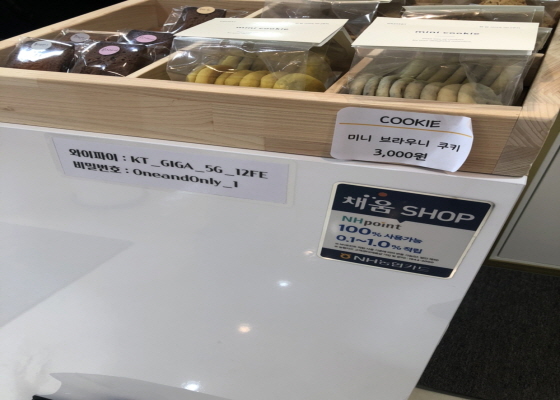 mini cookie
mini cookie
COOKIE
미니 브라우니 쿠키
3,000원
와이파이 : KT_GIGA_5G_12FE
비밀번호 : OneandOnly_1
채움 SHOP
NHpoint
100% 사용가능
0.1~1.0% 적립
NH농협카드